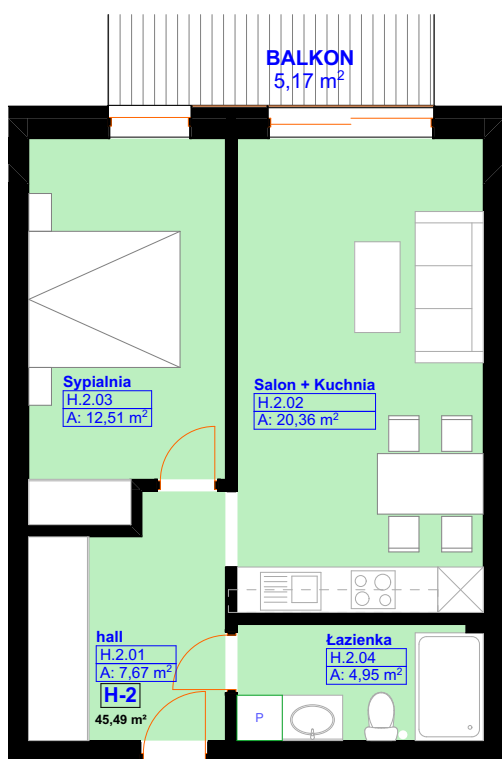 BALKON
5,17 m²
Sypialnia
H.2.03
A: 12,51 m²
Salon + Kuchnia
H.2.02
A: 20,36 m²
hall
H.2.01
A: 7,67 m²
H-2
45,49 m²
Łazienka
H.2.04
A: 4,95 m²
P